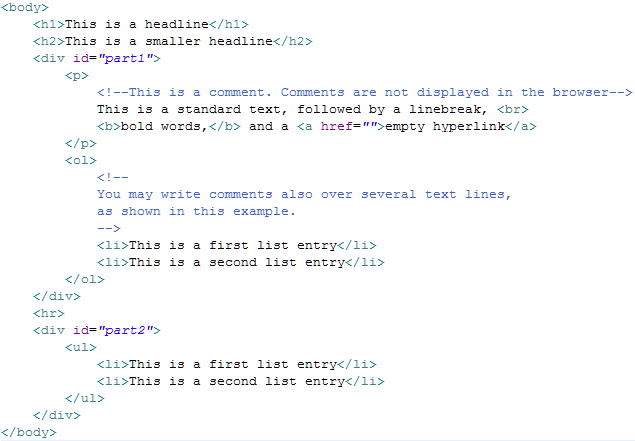 <body>
    <h1>This is a headline</h1>
    <h2>This is a smaller headline</h2>
    <div id="part1">
        <p>
            <!--This is a comment. Comments are not displayed in the browser-->
            This is a standard text, followed by a linebreak, <br>
            <b>bold words,</b> and a <a href="">empty hyperlink</a>
        </p>
        <ol>
            <!--
            You may write comments also over several text lines,
            as shown in this example.
            -->
            <li>This is a first list entry</li>
            <li>This is a second list entry</li>
        </ol>
    </div>
    <hr>
    <div id="part2">
        <ul>
            <li>This is a first list entry</li>
            <li>This is a second list entry</li>
        </ul>
    </div>
</body>